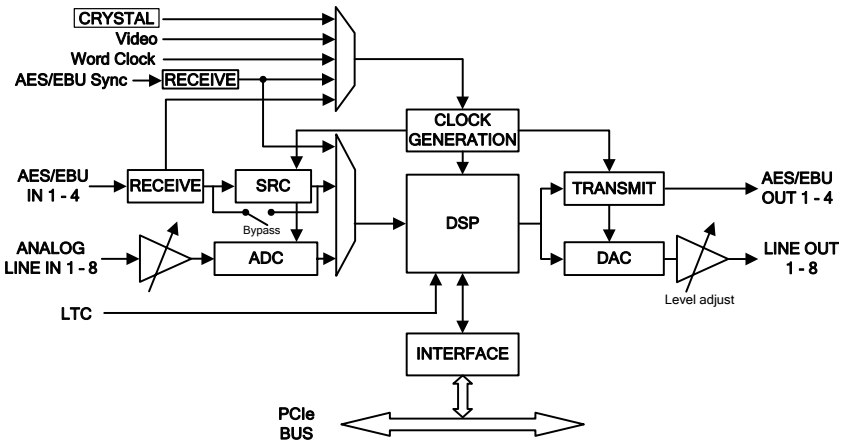 CRYSTAL
Video
Word Clock
AES/EBU Sync
RECEIVE
CLOCK
GENERATION
AES/EBU
IN 1 - 4
RECEIVE
SRC
Bypass
DSP
TRANSMIT
AES/EBU
OUT 1 - 4
ANALOG
LINE IN 1 - 8
ADC
DAC
LINE OUT
1 - 8
Level adjust
LTC
INTERFACE
PCIe
BUS